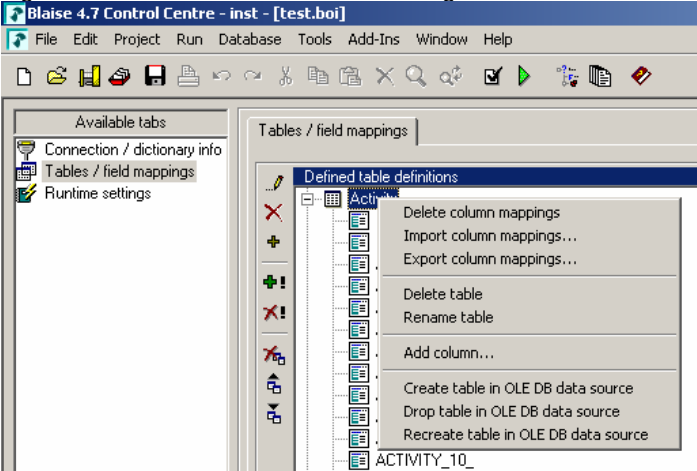 Blaise 4.7 Control Centre - inst - [test.boi]
File Edit Project Run Database Tools Add-Ins Window Help
Available tabs
Connection / dictionary info
Tables / field mappings
Runtime settings
Tables / field mappings
Defined table definitions
Activity
Delete column mappings
Import column mappings...
Export column mappings...
Delete table
Rename table
Add column...
Create table in OLE DB data source
Drop table in OLE DB data source
Recreate table in OLE DB data source
ACTIVITY_10_